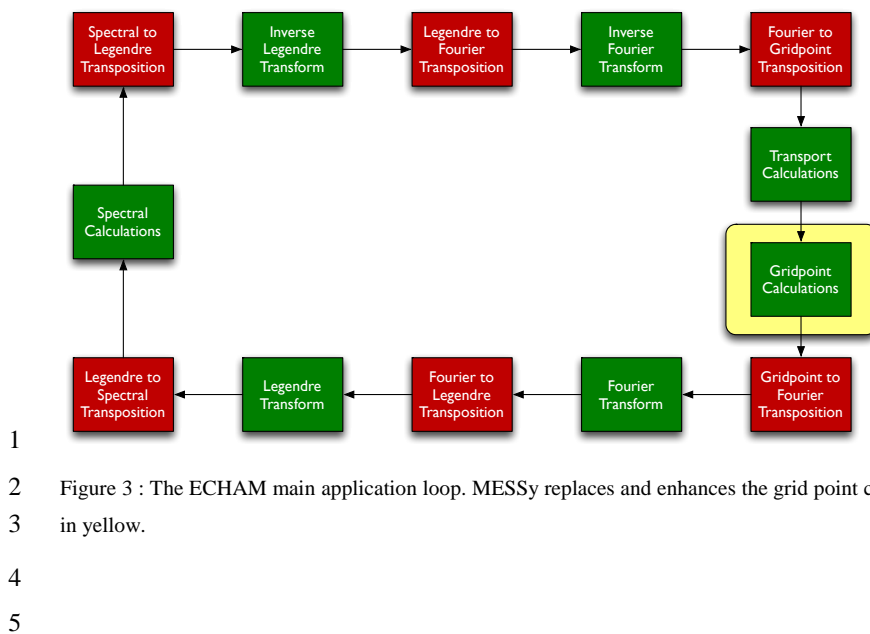 Spectral to
Legendre
Transposition
Inverse
Legendre
Transform
Legendre to
Fourier
Transposition
Inverse
Fourier
Transform
Fourier to
Gridpoint
Transposition
Transport
Calculations
Spectral
Calculations
Gridpoint
Calculations
Legendre to
Spectral
Transposition
Legendre
Transform
Fourier to
Legendre
Transposition
Fourier
Transform
Gridpoint to
Fourier
Transposition
1
2 Figure 3 : The ECHAM main application loop. MESSy replaces and enhances the grid point
3 in yellow.
4
5